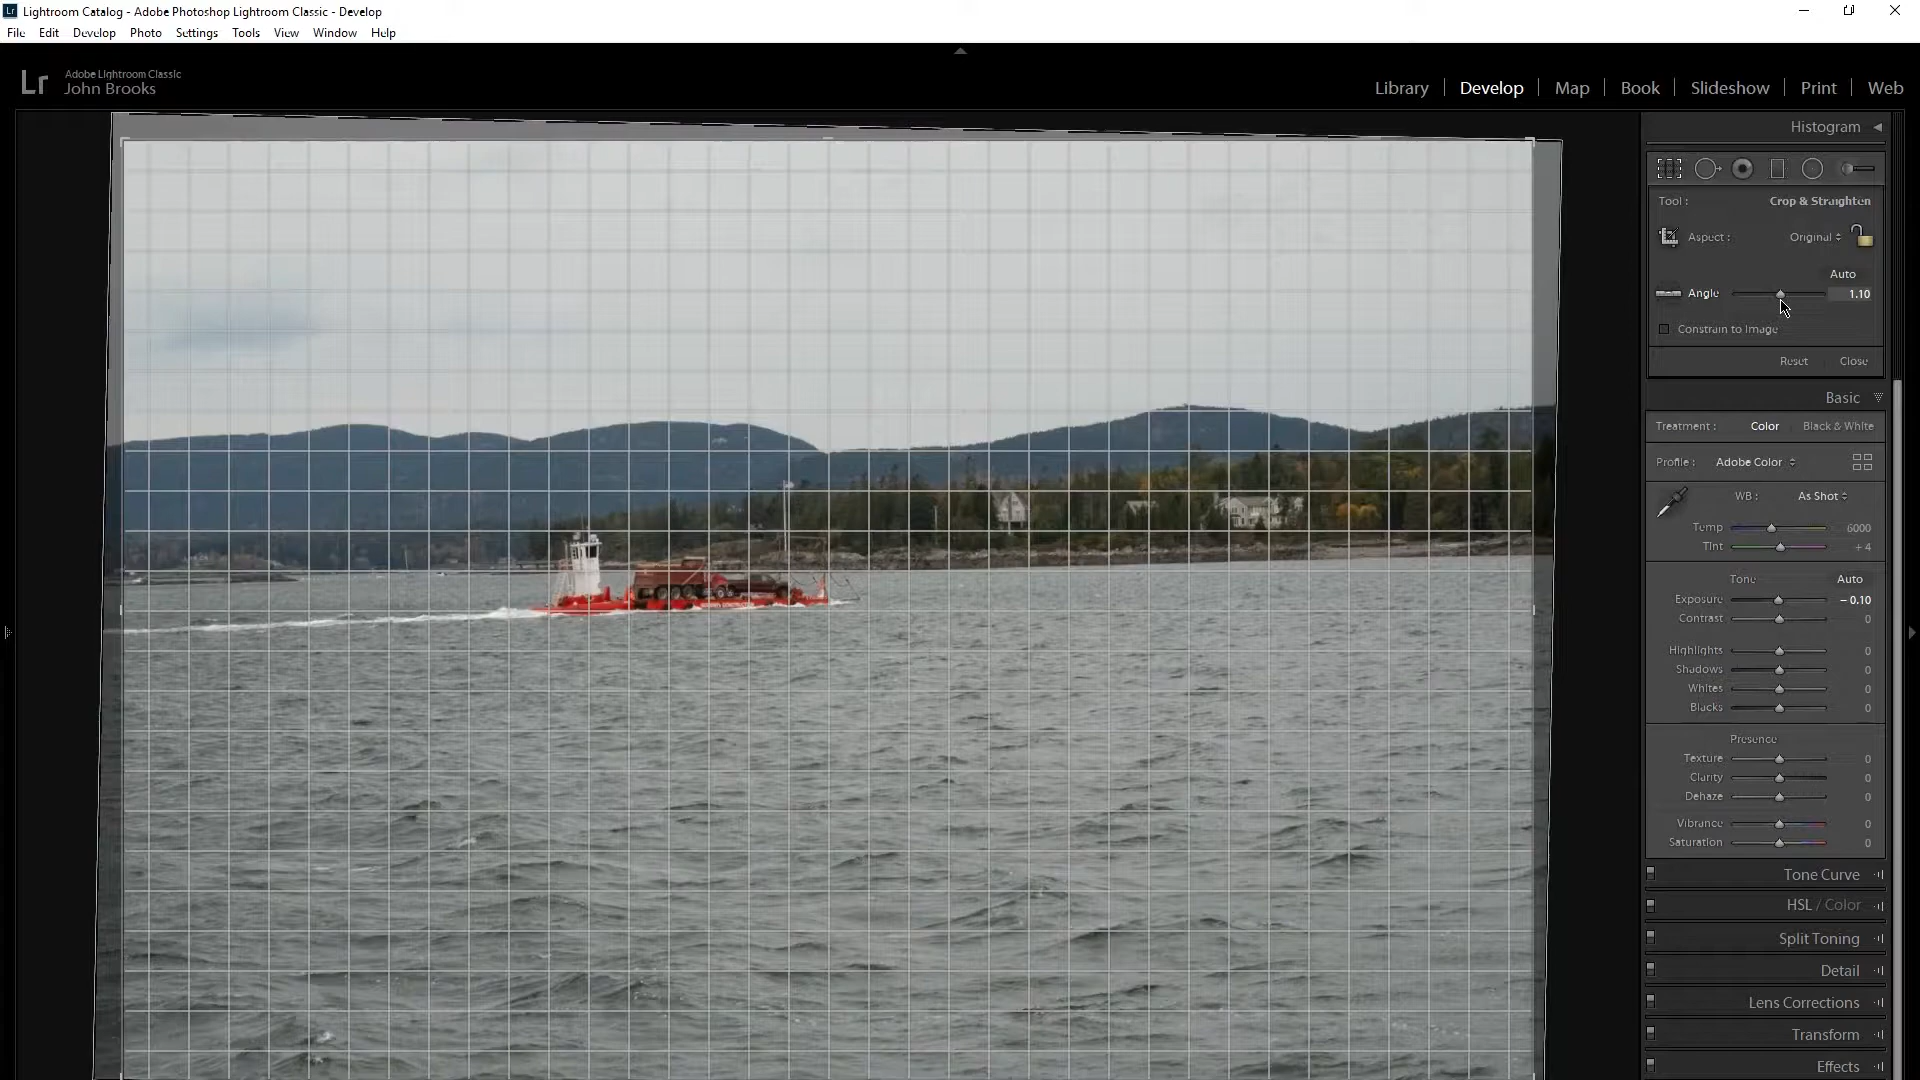 Lightroom Catalog - Adobe Photoshop Lightroom Classic - Develop
File Edit Develop Photo Settings Tools View Window Help
Lr
Adobe Lightroom Classic
John Brooks
Library Develop Map Book Slideshow Print Web
Histogram
Tool : Crop & Straighten
Aspect : Original
Auto
Angle 1.10
Constrain to Image
Reset Close
Basic
Treatment : Color Black & White
Profile : Adobe Color
WB : As Shot
Temp 6000
Tint + 4
Tone Auto
Exposure – 0.10
Contrast 0
Highlights 0
Shadows 0
Whites 0
Blacks 0
Presence
Texture 0
Clarity 0
Dehaze 0
Vibrance 0
Saturation 0
Tone Curve
HSL / Color
Split Toning
Detail
Lens Corrections
Transform
Effects